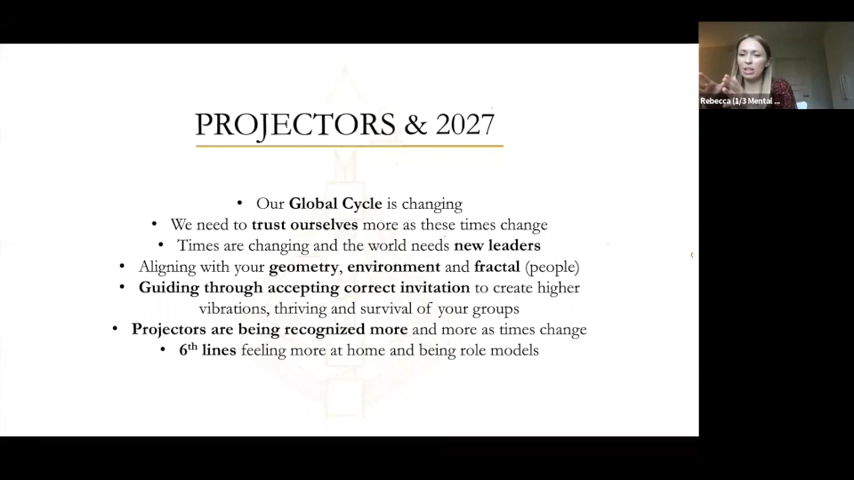 PROJECTORS & 2027
• Our Global Cycle is changing
• We need to trust ourselves more as these times change
• Times are changing and the world needs new leaders
• Aligning with your geometry, environment and fractal (people)
• Guiding through accepting correct invitation to create higher
vibrations, thriving and survival of your groups
• Projectors are being recognized more and more as times change
• 6th lines feeling more at home and being role models
Rebecca (1/3 Mental ...